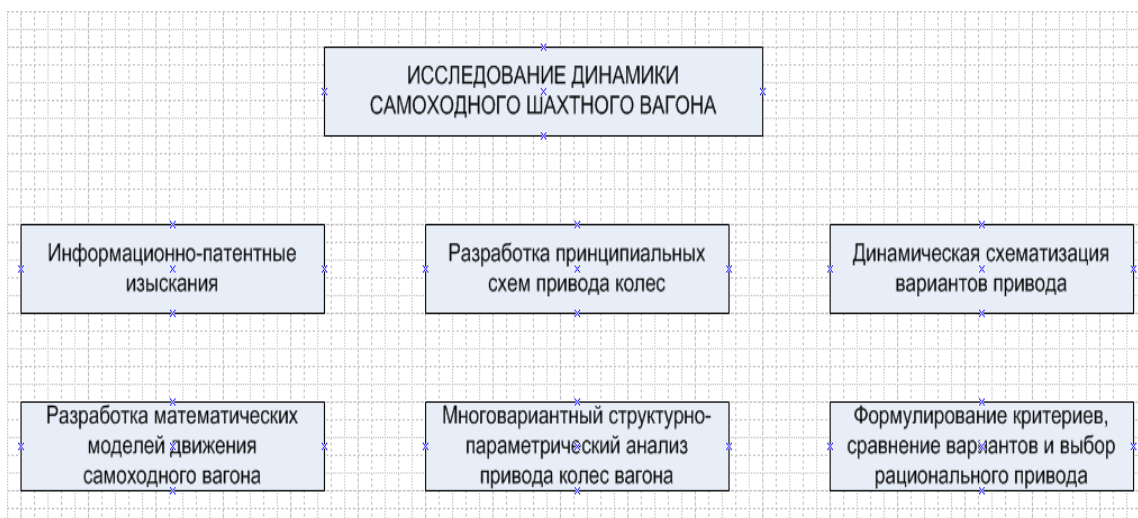 ИССЛЕДОВАНИЕ ДИНАМИКИ
САМОХОДНОГО ШАХТНОГО ВАГОНА
Информационно-патентные
изыскания
Разработка принципиальных
схем привода колес
Динамическая схематизация
вариантов привода
Разработка математических
моделей движения
самоходного вагона
Многовариантный структурно-
параметрический анализ
привода колес вагона
Формулирование критериев,
сравнение вариантов и выбор
рационального привода